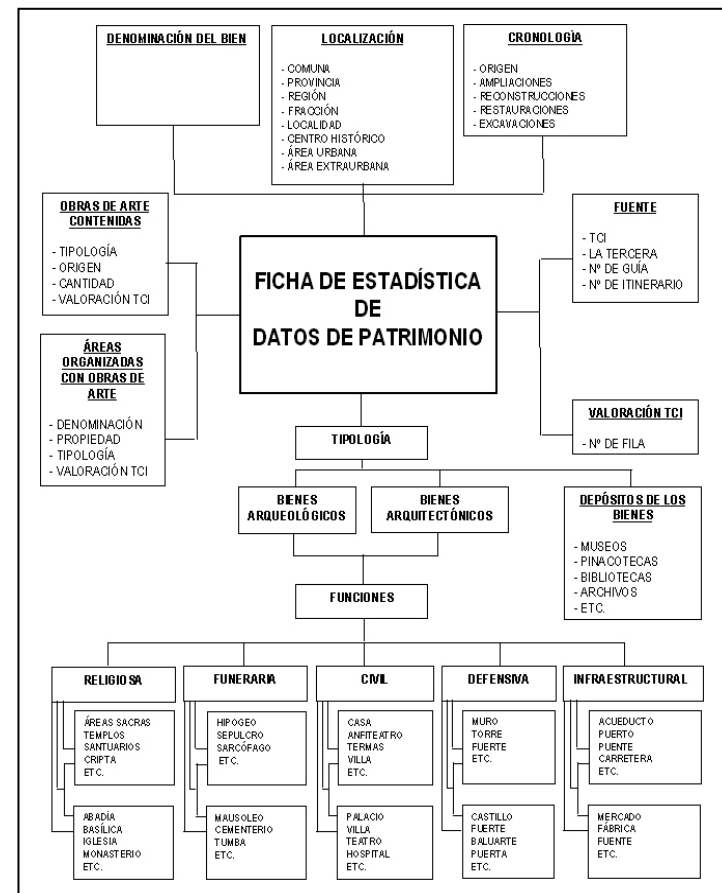 DENOMINACIÓN DEL BIEN
LOCALIZACIÓN
- COMUNA
- PROVINCIA
- REGIÓN
- FRACCIÓN
- LOCALIDAD
- CENTRO HISTÓRICO
- ÁREA URBANA
- ÁREA EXTRAURBANA
CRONOLOGÌA
- ORIGEN
- AMPLIACIONES
- RECONSTRUCCIONES
- RESTAURACIONES
- EXCAVACIONES
OBRAS DE ARTE
CONTENIDAS
- TIPOLOGÍA
- ORIGEN
- CANTIDAD
- VALORACIÓN TCI
FICHA DE ESTADÍSTICA
DE
DATOS DE PATRIMONIO
FUENTE
- TCI
- LA TERCERA
- Nº DE GUÍA
- Nº DE ITINERARIO
ÁREAS
ORGANIZADAS
CON OBRAS DE
ARTE
- DENOMINACIÓN
- PROPIEDAD
- TIPOLOGÍA
- VALORACIÓN TCI
VALORACIÓN TCI
- Nº DE FILA
TIPOLOGÍA
BIENES
ARQUEOLÓGICOS
BIENES
ARQUITECTÓNICOS
DEPÓSITOS DE LOS
BIENES
- MUSEOS
- PINACOTECAS
- BIBLIOTECAS
- ARCHIVOS
- ETC.
FUNCIONES
RELIGIOSA
FUNERARIA
CIVIL
DEFENSIVA
INFRAESTRUCTURAL
ÁREAS SACRAS
TEMPLOS
SANTUARIOS
CRIPTA
ETC.
HIPOGEO
SEPULCRO
SARCÓFAGO
ETC.
CASA
ANFITEATRO
TERMAS
VILLA
ETC.
MURO
TORRE
FUERTE
ETC.
ACUEDUCTO
PUERTO
PUENTE
CARRETERA
ETC.
ABADÍA
BASÍLICA
IGLESIA
MONASTERIO
ETC.
MAUSOLEO
CEMENTERIO
TUMBA
ETC.
PALACIO
VILLA
TEATRO
HOSPITAL
ETC.
CASTILLO
FUERTE
BALUARTE
PUERTA
ETC.
MERCADO
FÁBRICA
FUENTE
ETC.